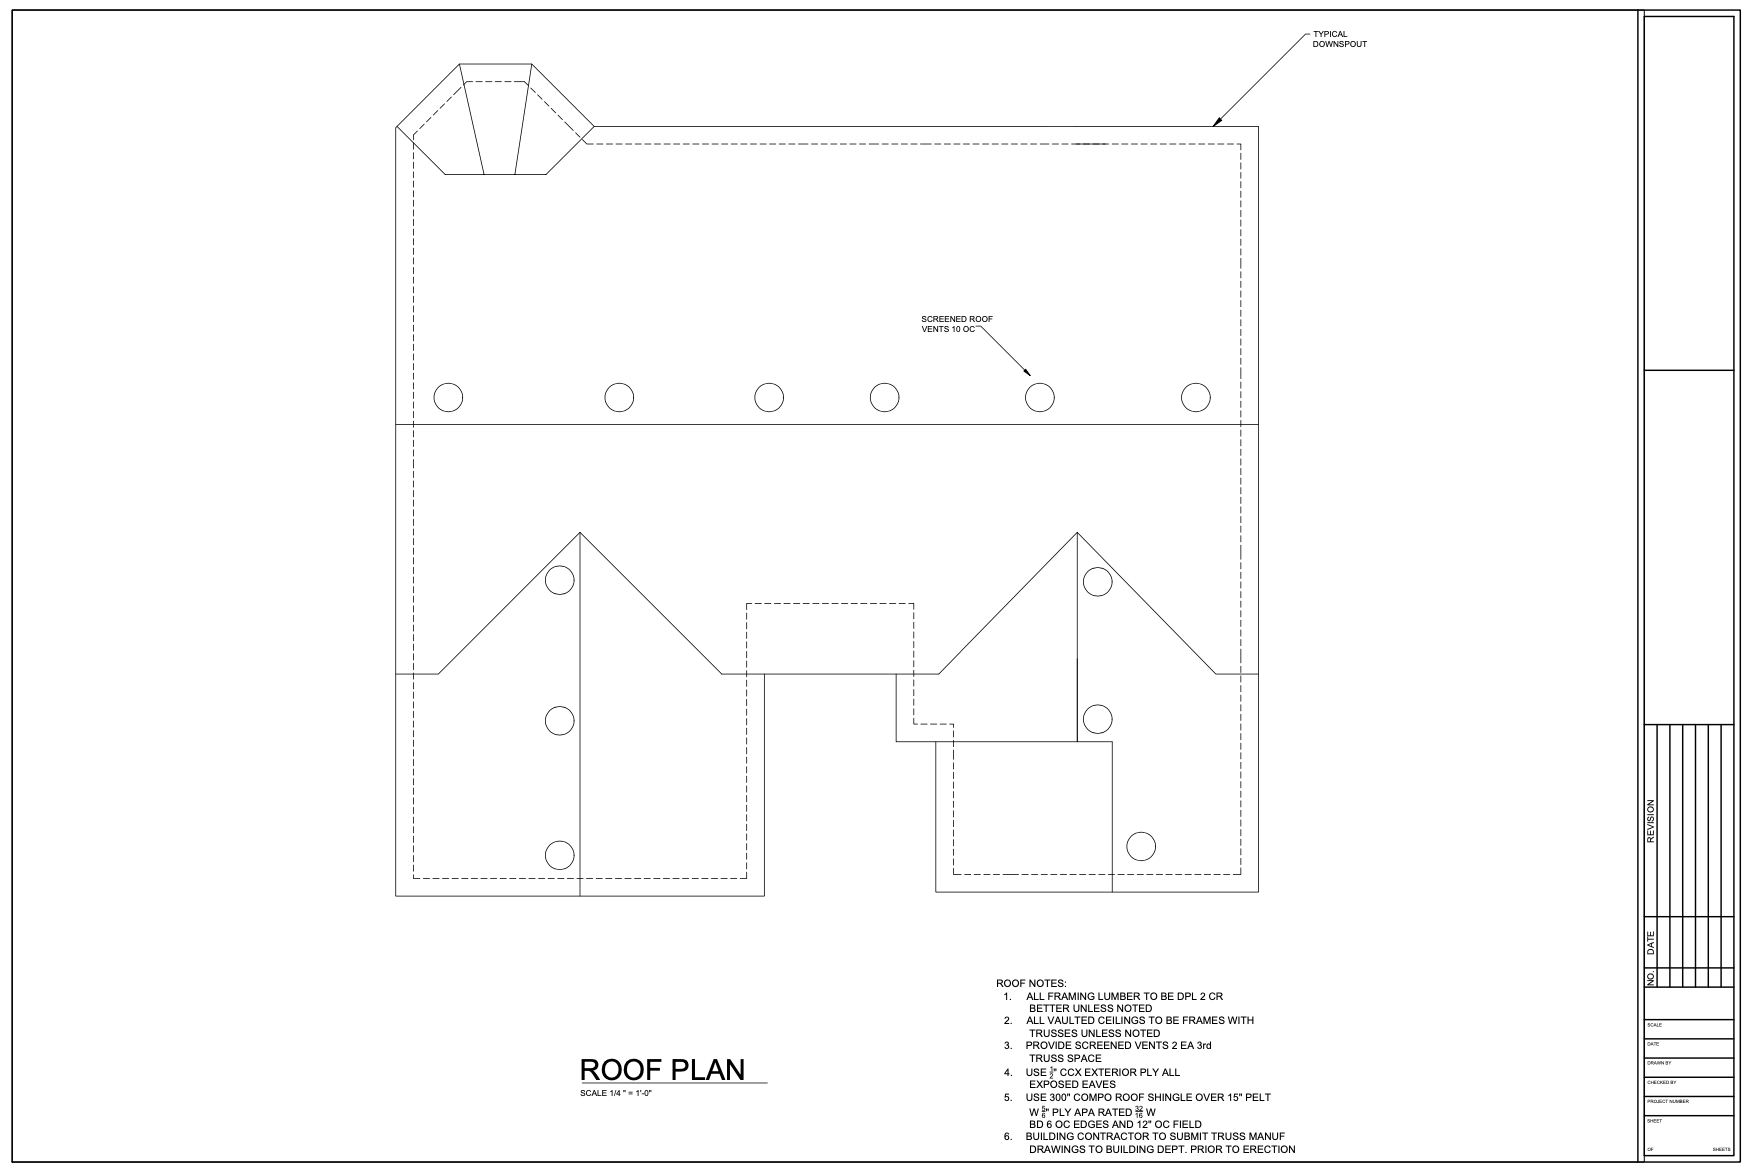 TYPICAL
DOWNSPOUT
SCREENED ROOF
VENTS 10 OC
ROOF NOTES:
1. ALL FRAMING LUMBER TO BE DPL 2 CR
BETTER UNLESS NOTED
2. ALL VAULTED CEILINGS TO BE FRAMES WITH
TRUSSES UNLESS NOTED
3. PROVIDE SCREENED VENTS 2 EA 3rd
TRUSS SPACE
4. USE 1/2" CCX EXTERIOR PLY ALL
EXPOSED EAVES
5. USE 300" COMPO ROOF SHINGLE OVER 15" PELT
W 5/6" PLY APA RATED 32/16 W
BD 6 OC EDGES AND 12" OC FIELD
6. BUILDING CONTRACTOR TO SUBMIT TRUSS MANUF
DRAWINGS TO BUILDING DEPT. PRIOR TO ERECTION
ROOF PLAN
SCALE 1/4 " = 1'-0"
REVISION
DATE
NO.
SCALE
DATE
DRAWN BY
CHECKED BY
PROJECT NUMBER
SHEET
OF SHEETS